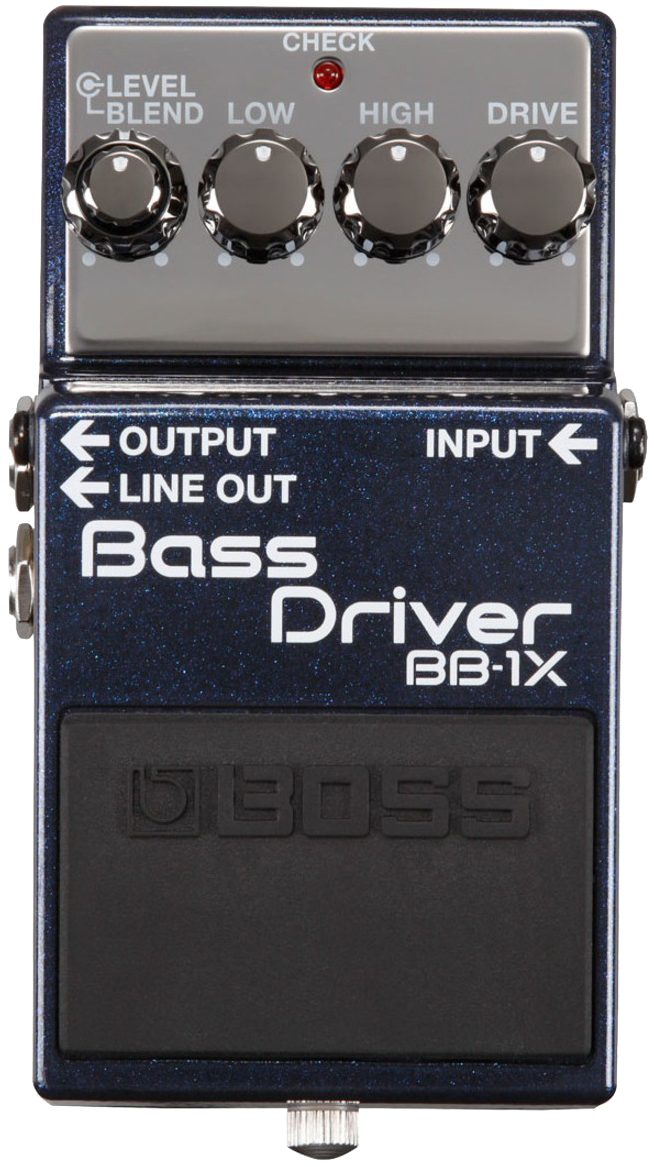 CHECK
LEVEL
BLEND LOW HIGH DRIVE
OUTPUT INPUT
LINE OUT
Bass
Driver
BB-1X
BOSS